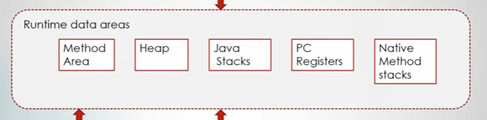 Runtime data areas
Method
Area
Heap
Java
Stacks
PC
Registers
Native
Method
stacks